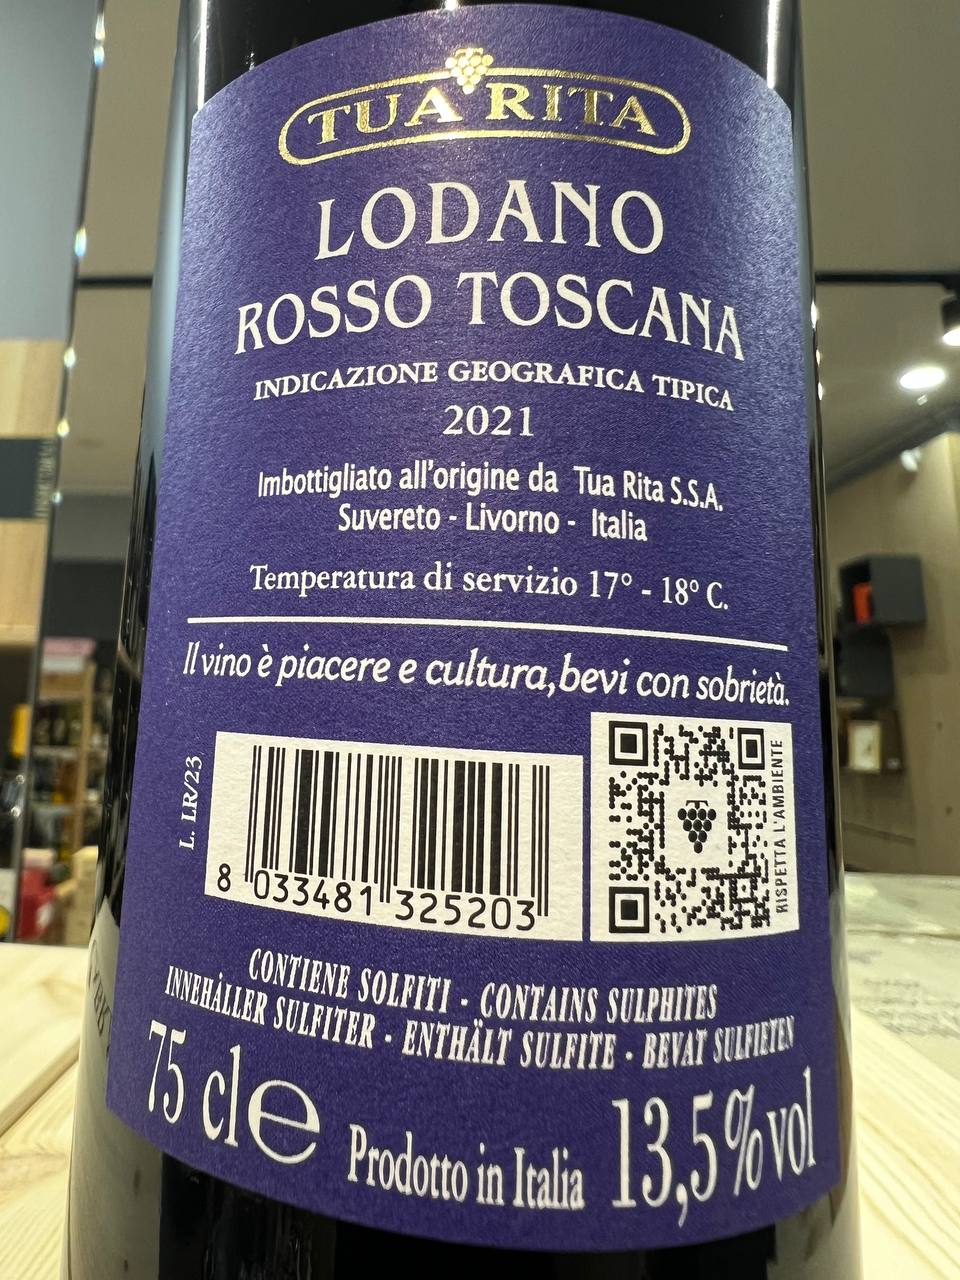 TUA RITA
LODANO
ROSSO TOSCANA
INDICAZIONE GEOGRAFICA TIPICA
2021
Imbottigliato all'origine da Tua Rita S.S.A.
Suvereto - Livorno - Italia
Temperatura di servizio 17° - 18° C.
Il vino è piacere e cultura, bevi con sobrietà.
L. LR/23
8 033481 325203
RISPETTA L'AMBIENTE
CONTIENE SOLFITI - CONTAINS SULPHITES
INNEHÅLLER SULFITER - ENTHÄLT SULFITE - BEVAT SULFIETEN
75 cl e Prodotto in Italia 13,5% vol